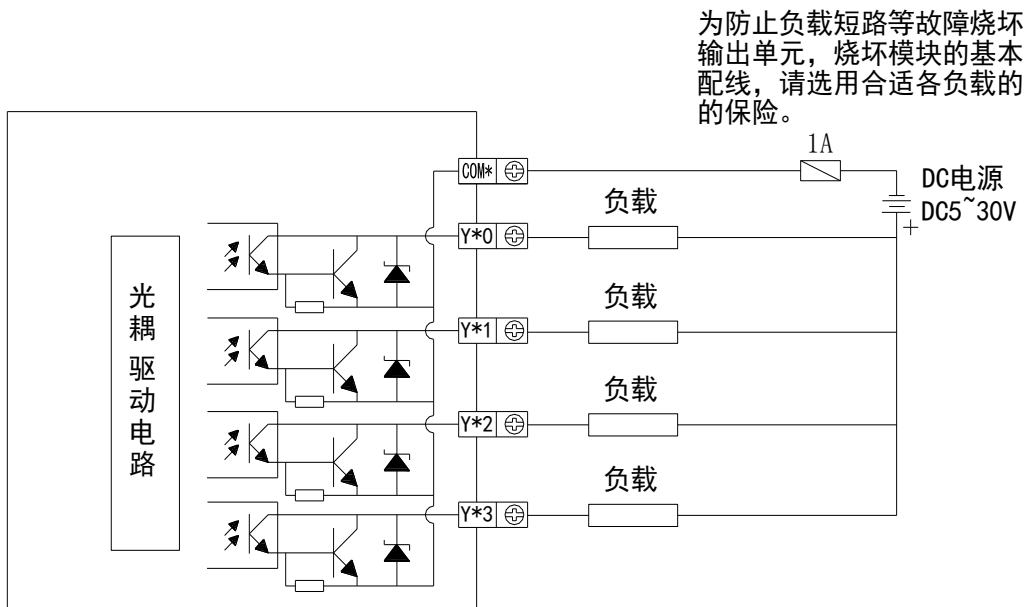 为防止负载短路等故障烧坏
输出单元，烧坏模块的基本
配线，请选用合适各负载的
的保险。
1A
COM*
DC电源
DC5~30V
+
负载
Y*0
光耦驱动电路
负载
Y*1
负载
Y*2
负载
Y*3